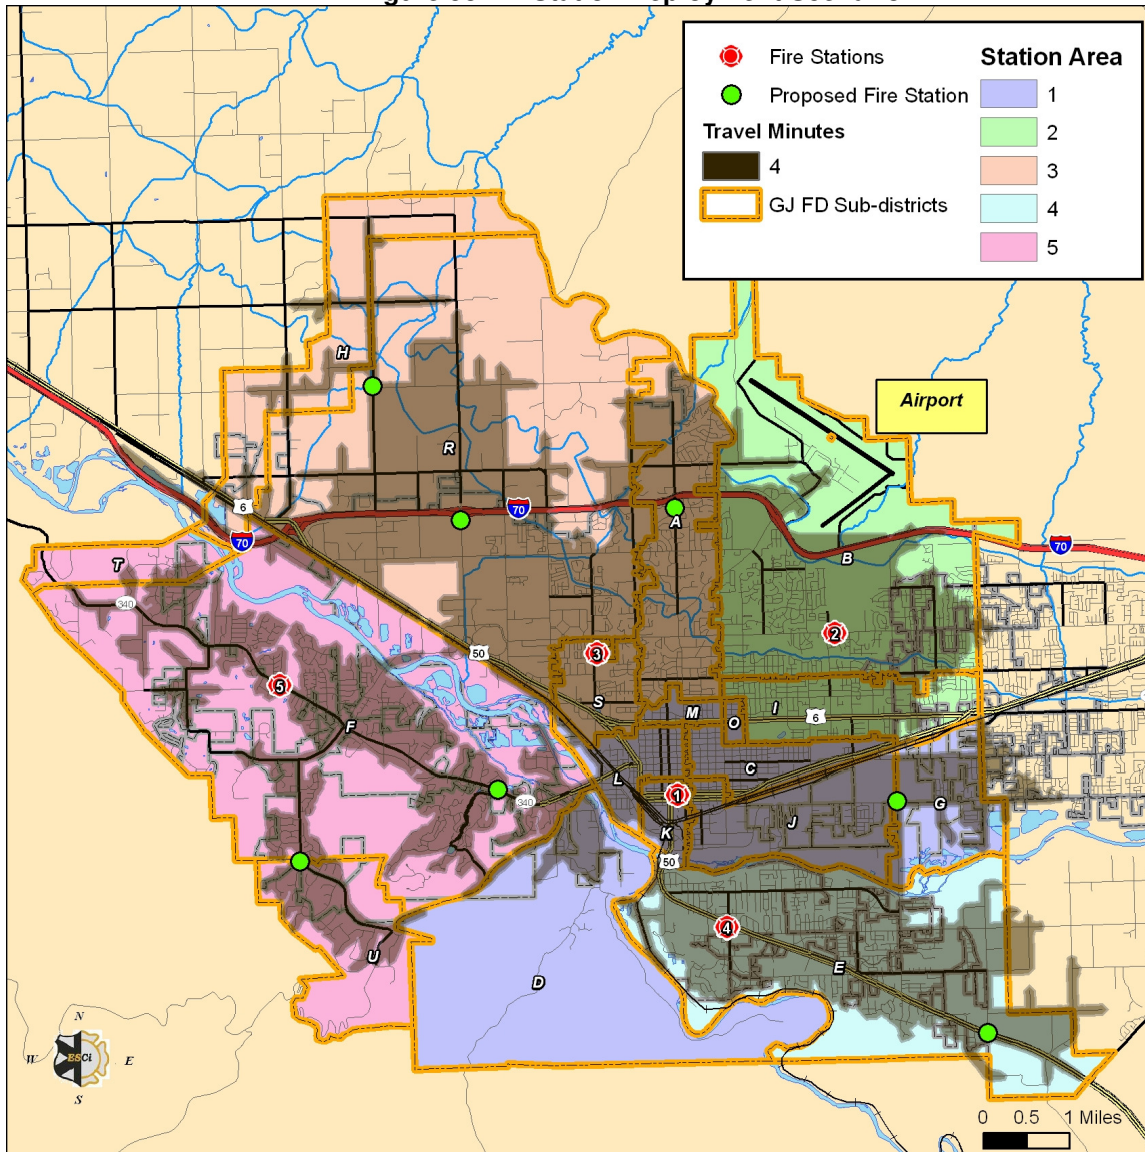 Fire Stations
Proposed Fire Station
Travel Minutes
4
GJ FD Sub-districts
Station Area
1
2
3
4
5
Airport
H
R
6
70
70
A
B
70
T
340
50
2
3
5
S
M
I
O
6
F
L
C
340
1
G
K
J
50
4
U
D
E
N
W
ESCi
E
S
0 0.5 1 Miles